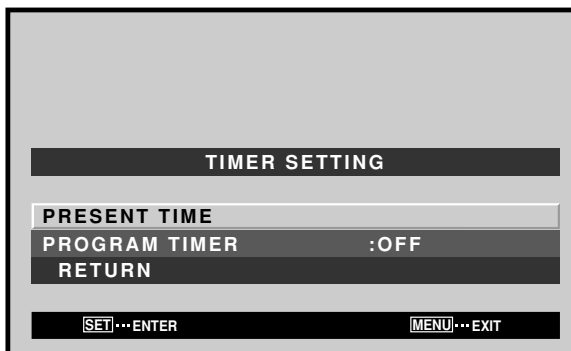 TIMER SETTING
PRESENT TIME
PROGRAM TIMER :OFF
RETURN
SET···ENTER MENU···EXIT